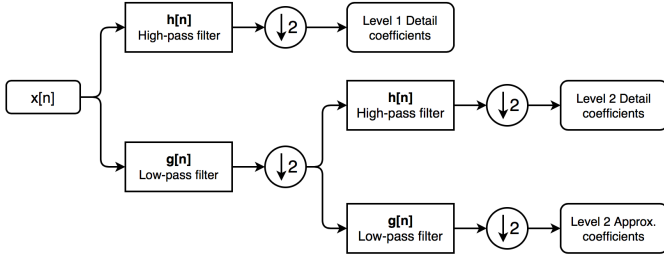 h[n]
High-pass filter
↓2
Level 1 Detail
coefficients
x[n]
h[n]
High-pass filter
↓2
Level 2 Detail
coefficients
g[n]
Low-pass filter
↓2
g[n]
Low-pass filter
↓2
Level 2 Approx.
coefficients